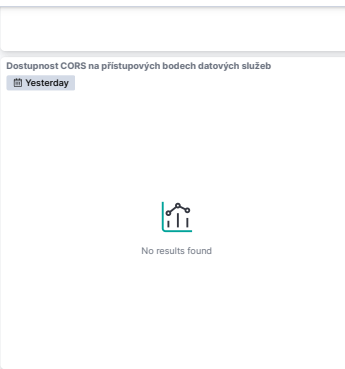 Dostupnost CORS na přístupových bodech datových služeb
Yesterday
No results found